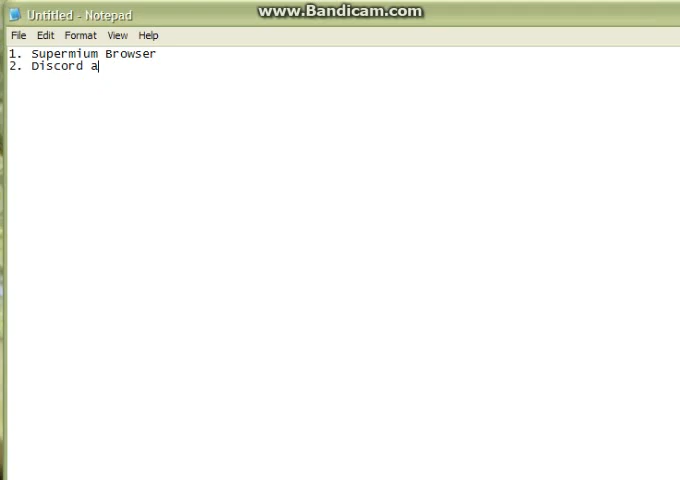 www.Bandicam.com
Untitled - Notepad
File Edit Format View Help
1. Supermium Browser
2. Discord a